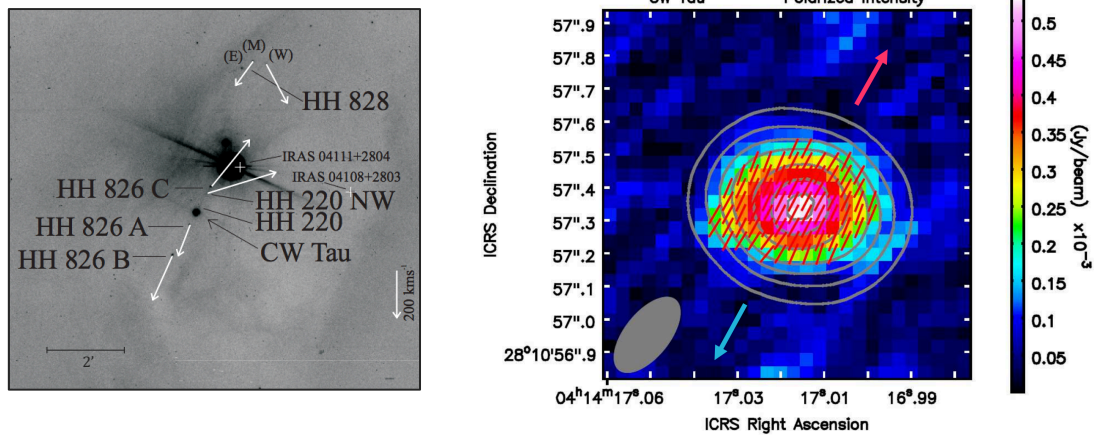 (E) (M) (W)
HH 828
IRAS 04111+2804
IRAS 04108+2803
HH 826 C
HH 220 NW
HH 826 A
HH 220
HH 826 B
CW Tau
200 kms⁻¹
2'
CW Tau Polarized Intensity
57".9
57".8
57".7
57".6
57".5
57".4
57".3
57".2
57".1
57".0
28°10'56".9
ICRS Declination
04ʰ14ᵐ17ˢ.06 17ˢ.03 17ˢ.01 16ˢ.99
ICRS Right Ascension
0.5
0.45
0.4
0.35
0.3
0.25
0.2
0.15
0.1
0.05
(Jy/beam) x10⁻³